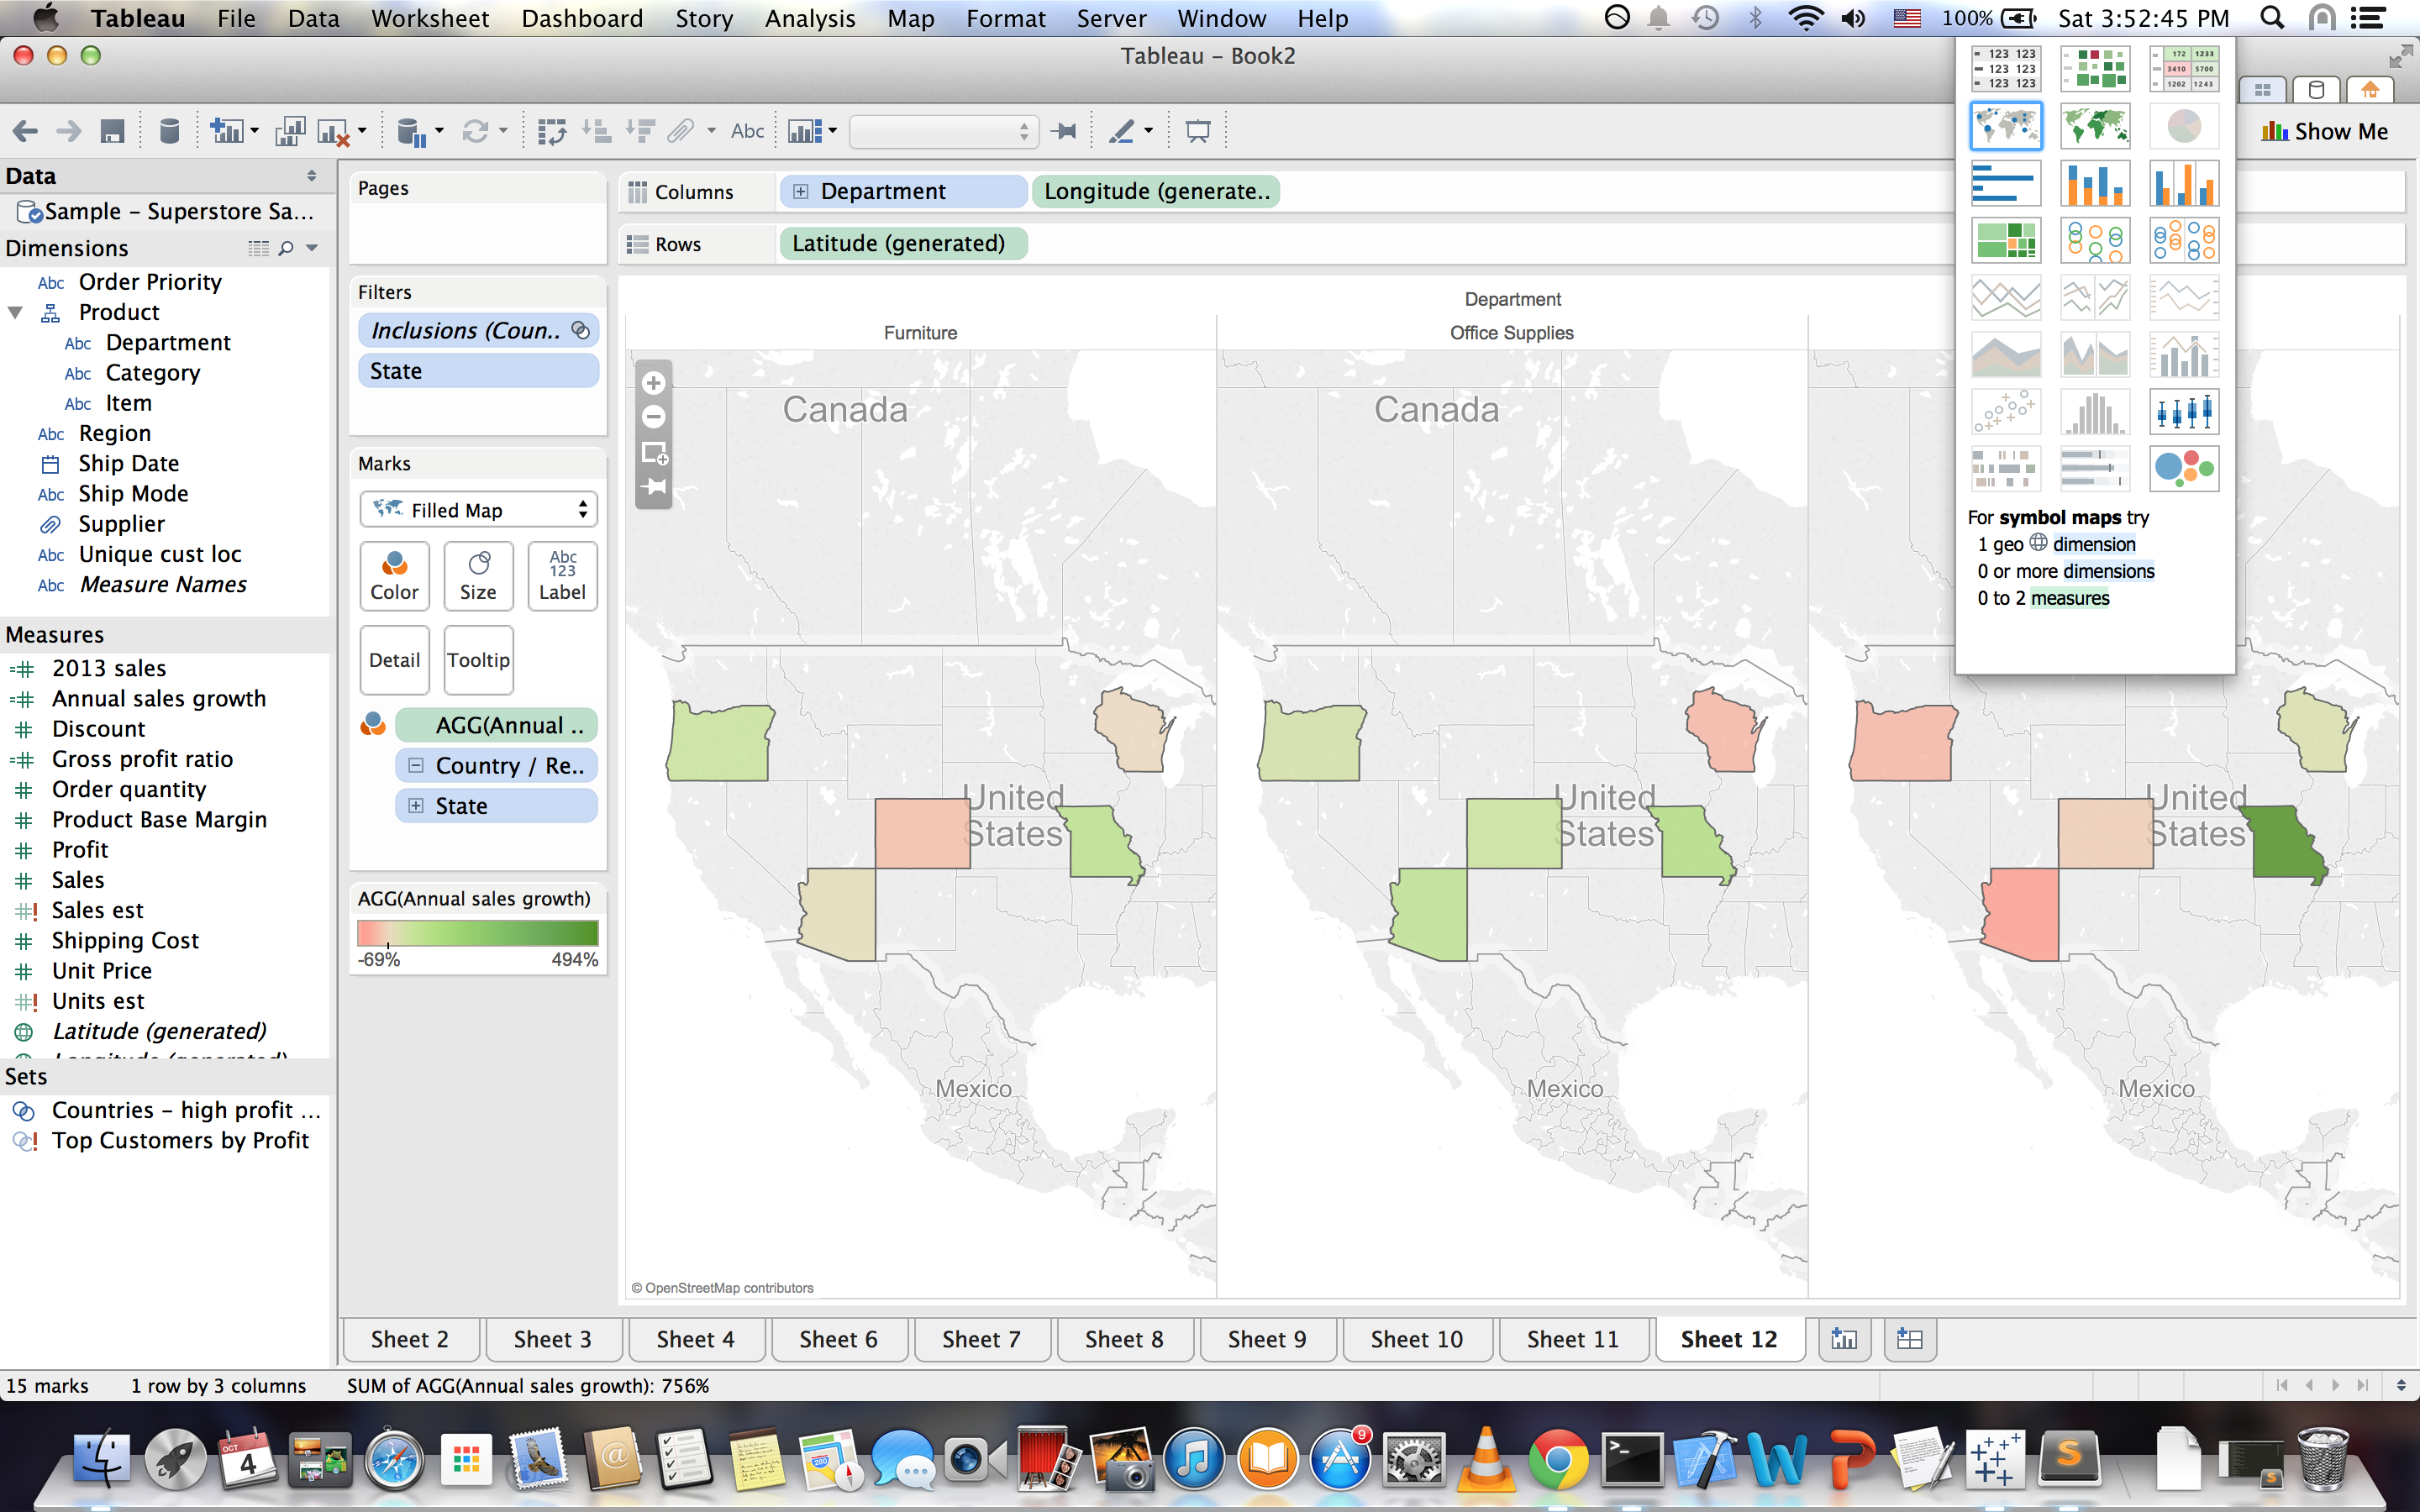 Tableau File Data Worksheet Dashboard Story Analysis Map Format Server Window Help 100% Sat 3:52:45 PM
Tableau - Book2
Abc Show Me
Data
Sample - Superstore Sa...
Dimensions
Abc Order Priority
Product
Abc Department
Abc Category
Abc Item
Abc Region
Ship Date
Abc Ship Mode
Supplier
Abc Unique cust loc
Abc Measure Names
Measures
2013 sales
Annual sales growth
Discount
Gross profit ratio
Order quantity
Product Base Margin
Profit
Sales
Sales est
Shipping Cost
Unit Price
Units est
Latitude (generated)
Longitude (generated)
Sets
Countries - high profit ...
Top Customers by Profit
Pages
Filters
Inclusions (Coun..
State
Marks
Filled Map
Color
Size
Abc
123
Label
Detail
Tooltip
AGG(Annual ..
Country / Re..
State
AGG(Annual sales growth)
-69% 494%
Columns Department Longitude (generate..
Rows Latitude (generated)
Department
Furniture Office Supplies
Canada Canada
United
States
United
States
United
States
Mexico Mexico Mexico
© OpenStreetMap contributors
123 123
123 123
123 123
172 1233
3410 5700
1202 1243
For symbol maps try
1 geo dimension
0 or more dimensions
0 to 2 measures
Sheet 2 Sheet 3 Sheet 4 Sheet 6 Sheet 7 Sheet 8 Sheet 9 Sheet 10 Sheet 11 Sheet 12
15 marks 1 row by 3 columns SUM of AGG(Annual sales growth): 756%
OCT
4
280
9